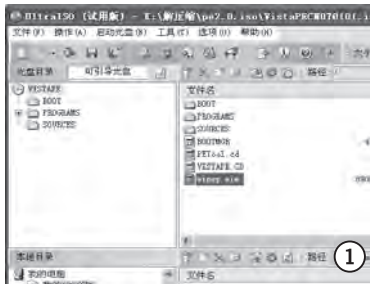 UltraISO (试用版) - E:\解压缩\pe2.0.iso\VistaPECN0701
文件(F) 操作(A) 启动光盘(B) 工具(T) 选项(O) 帮助(H)
光盘目录 可引导光盘 路径
VISTAPE
BOOT
PROGRAMS
SOURCES
文件名
BOOT
PROGRAMS
SOURCES
BOOTMGR
PETool.cd
VISTAPE.CD
本地目录 路径
我的电脑 文件名
①